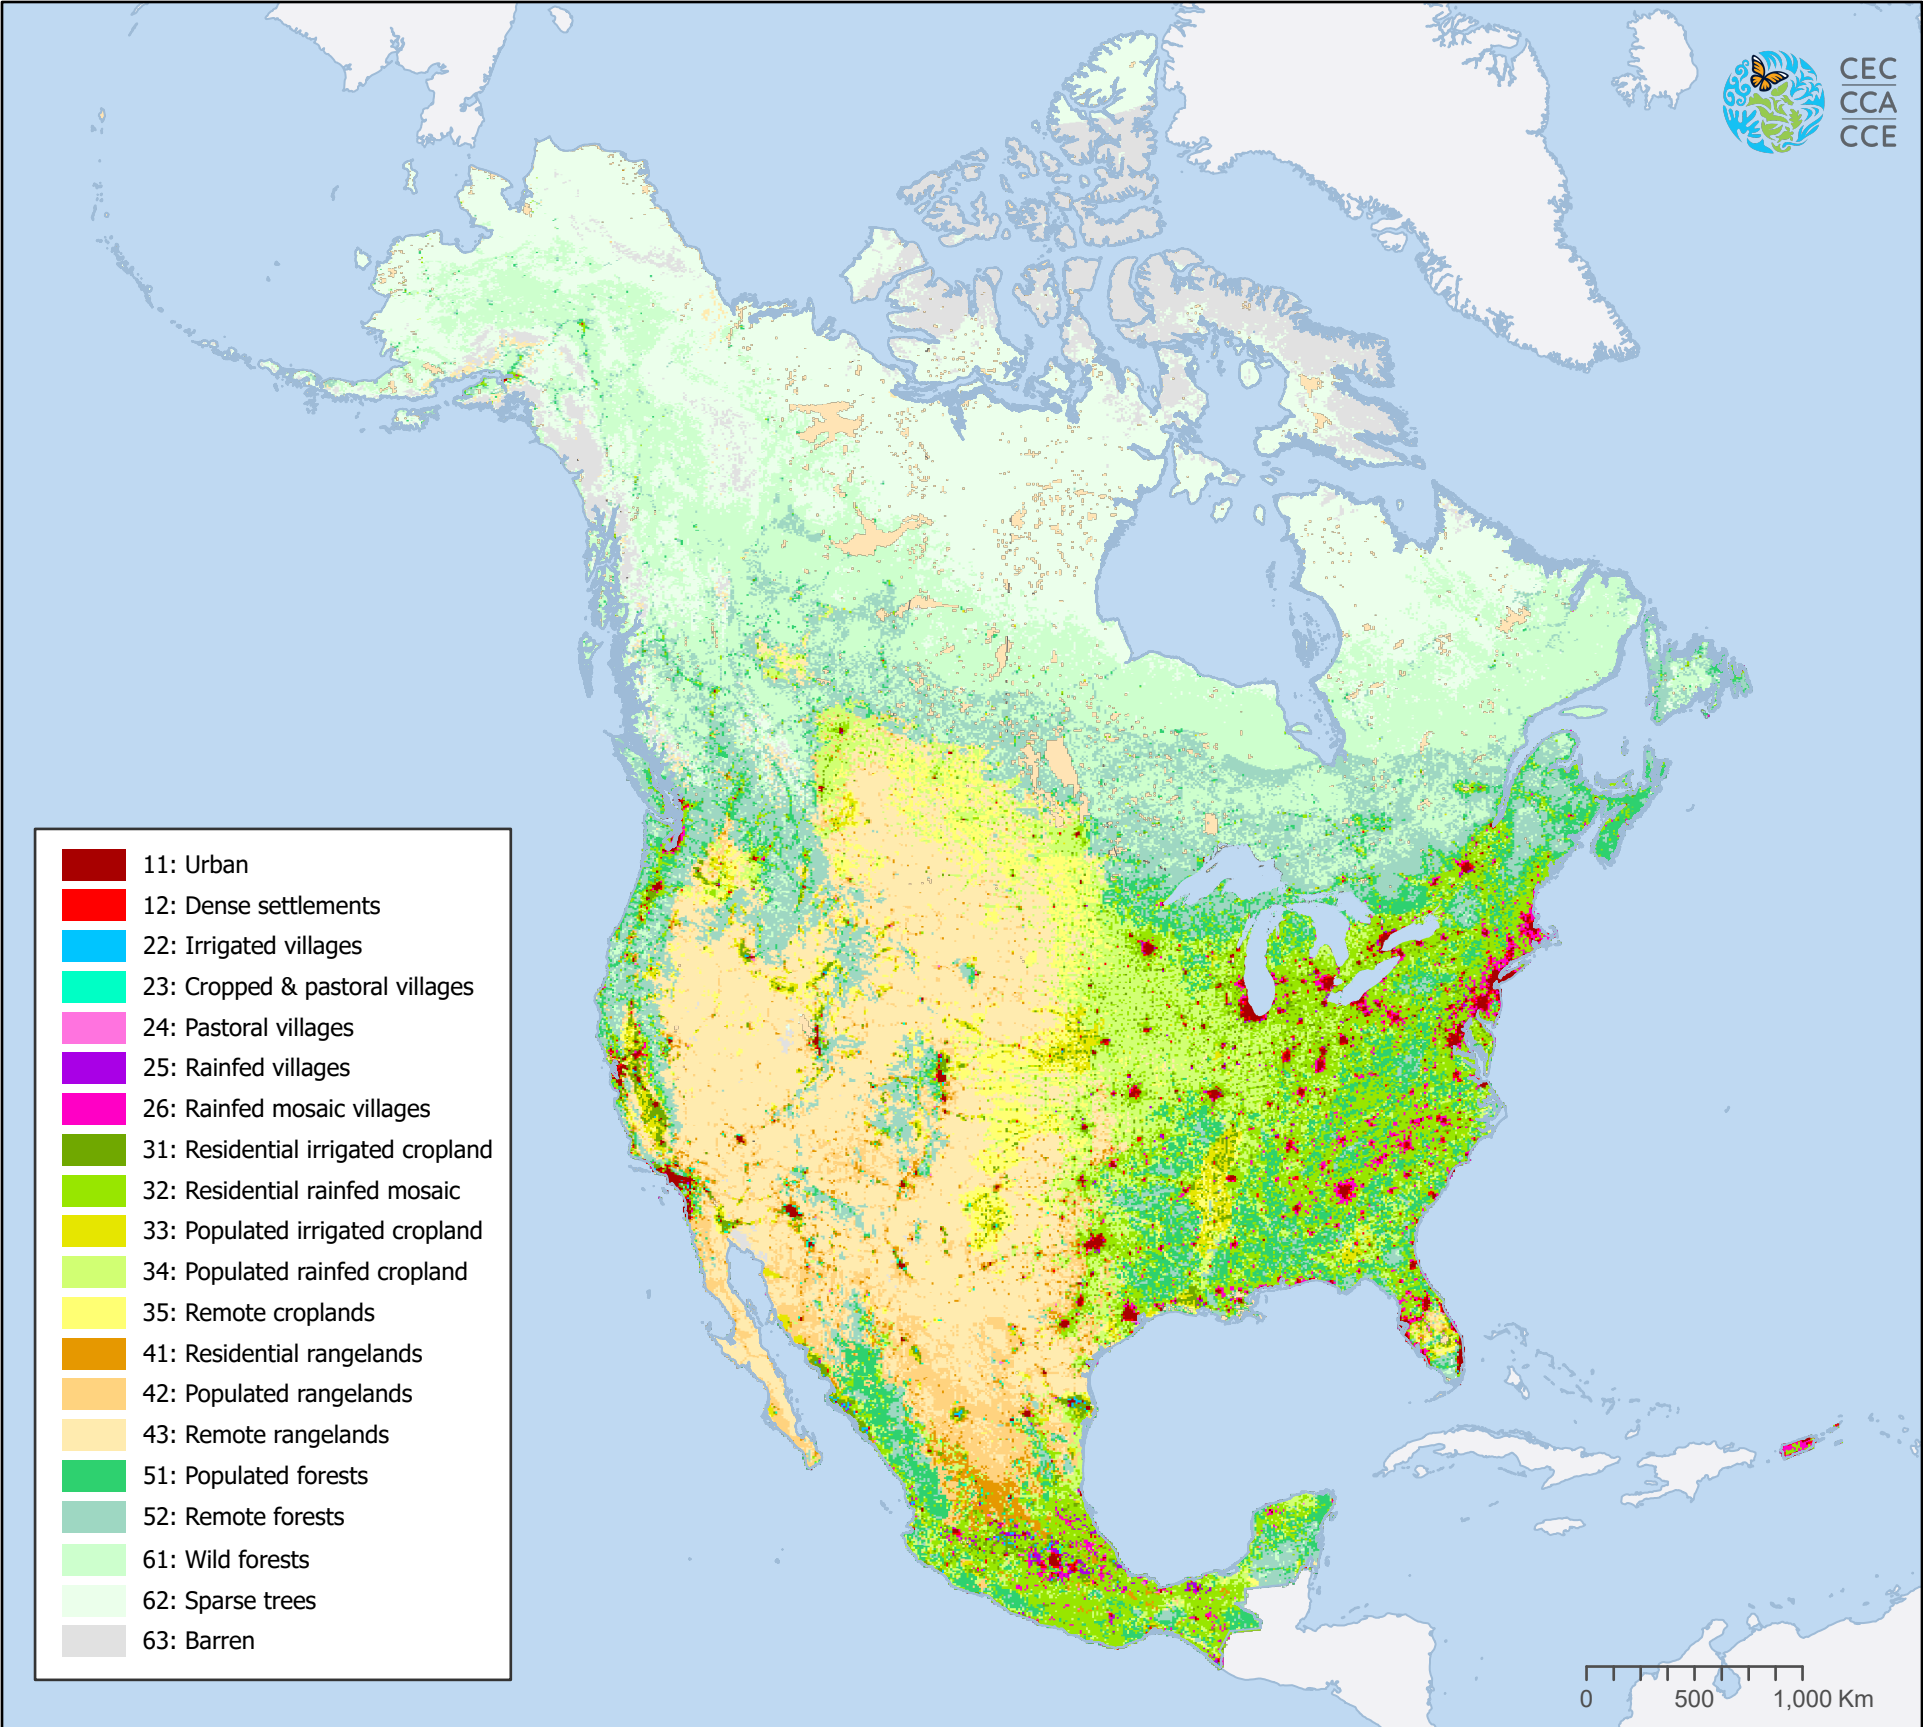 CEC
CCA
CCE
11: Urban
12: Dense settlements
22: Irrigated villages
23: Cropped & pastoral villages
24: Pastoral villages
25: Rainfed villages
26: Rainfed mosaic villages
31: Residential irrigated cropland
32: Residential rainfed mosaic
33: Populated irrigated cropland
34: Populated rainfed cropland
35: Remote croplands
41: Residential rangelands
42: Populated rangelands
43: Remote rangelands
51: Populated forests
52: Remote forests
61: Wild forests
62: Sparse trees
63: Barren
0 500 1,000 Km